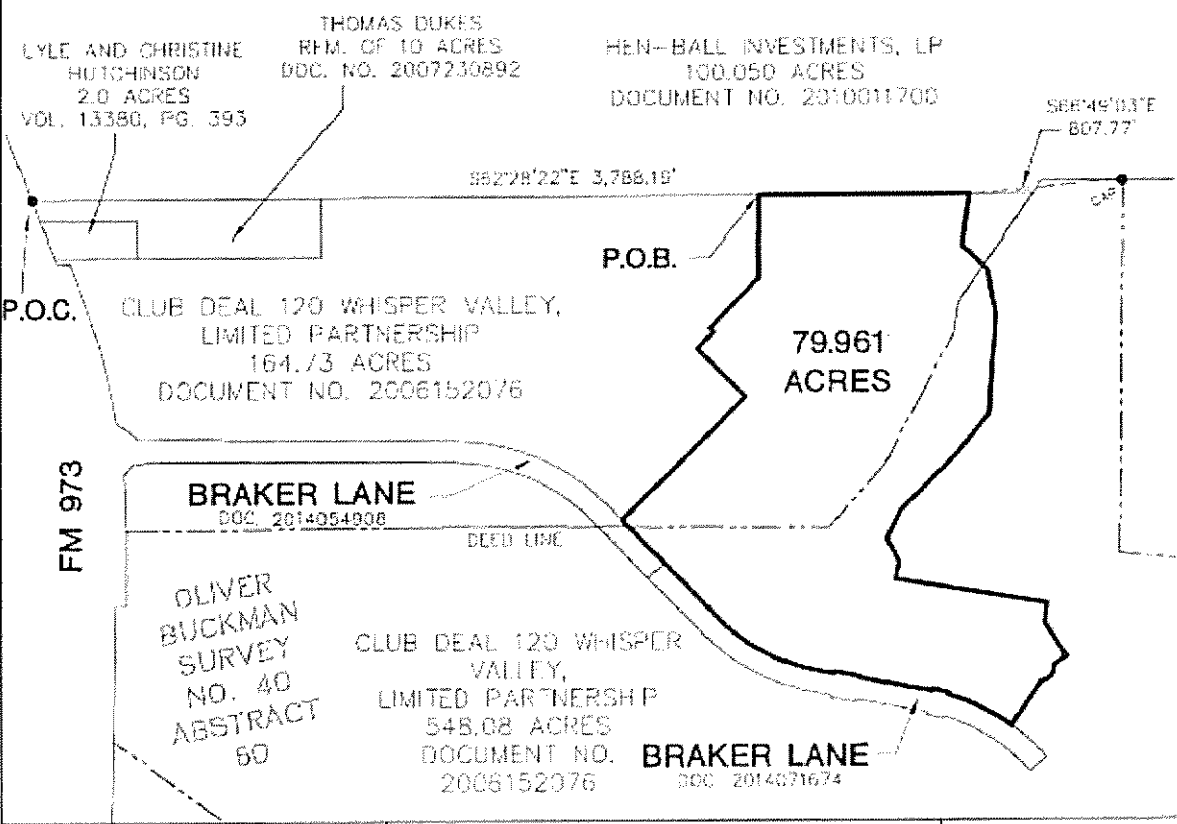 LYLE AND CHRISTINE
HUTCHINSON
2.0 ACRES
VOL. 13380, PG. 393
THOMAS DUKES
REM. OF 10 ACRES
DOC. NO. 2007230892
HEN-BALL INVESTMENTS, LP
100.050 ACRES
DOCUMENT NO. 2010011700
S66°49'03"E
807.77'
S62°28'22"E 3,788.19'
P.O.B.
P.O.C.
CLUB DEAL 120 WHISPER VALLEY,
LIMITED PARTNERSHIP
164.73 ACRES
DOCUMENT NO. 2006152076
79.961
ACRES
FM 973
BRAKER LANE
DOC. 2014054908
DEED LINE
OLIVER
BUCKMAN
SURVEY
NO. 40
ABSTRACT
60
CLUB DEAL 120 WHISPER
VALLEY,
LIMITED PARTNERSHIP
548.08 ACRES
DOCUMENT NO.
2006152076
BRAKER LANE
DOC. 2014071674